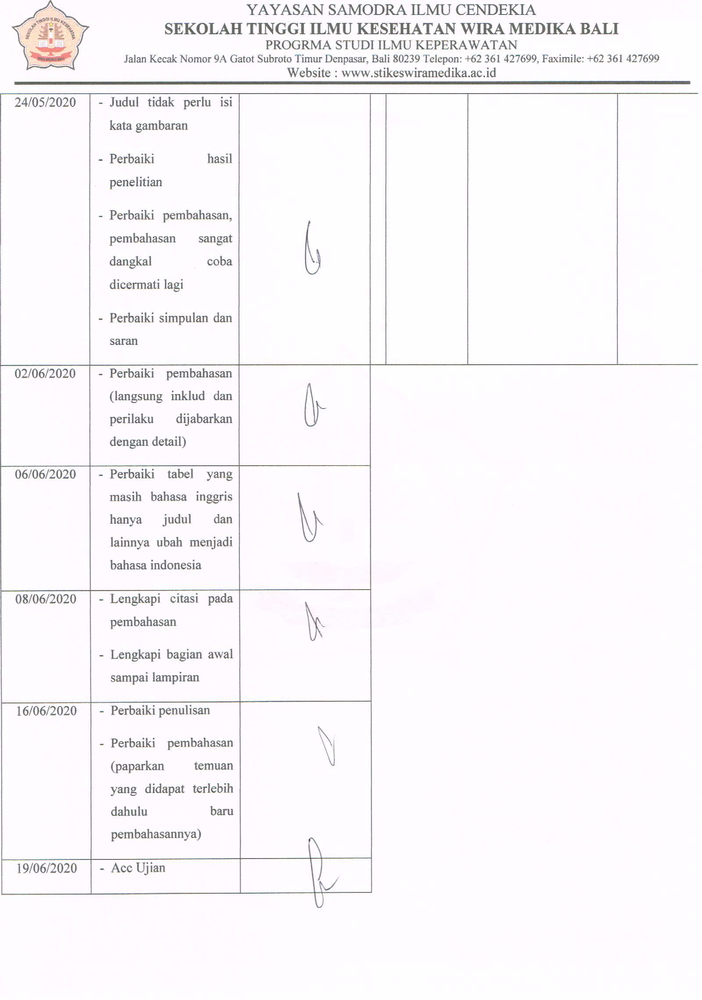 YAYASAN SAMODRA ILMU CENDEKIA
SEKOLAH TINGGI ILMU KESEHATAN WIRA MEDIKA BALI
PROGRMA STUDI ILMU KEPERAWATAN
Jalan Kecak Nomor 9A Gatot Subroto Timur Denpasar, Bali 80239 Telepon: +62 361 427699, Faximile: +62 361 427699
Website : www.stikeswiramedika.ac.id
SEKOLAH TINGGI ILMU KESEHATAN
WIRA MEDIKA BALI
24/05/2020
- Judul tidak perlu isi
kata gambaran
- Perbaiki hasil
penelitian
- Perbaiki pembahasan,
pembahasan sangat
dangkal coba
dicermati lagi
- Perbaiki simpulan dan
saran
02/06/2020
- Perbaiki pembahasan
(langsung inklud dan
perilaku dijabarkan
dengan detail)
06/06/2020
- Perbaiki tabel yang
masih bahasa inggris
hanya judul dan
lainnya ubah menjadi
bahasa indonesia
08/06/2020
- Lengkapi citasi pada
pembahasan
- Lengkapi bagian awal
sampai lampiran
16/06/2020
- Perbaiki penulisan
- Perbaiki pembahasan
(paparkan temuan
yang didapat terlebih
dahulu baru
pembahasannya)
19/06/2020
- Acc Ujian